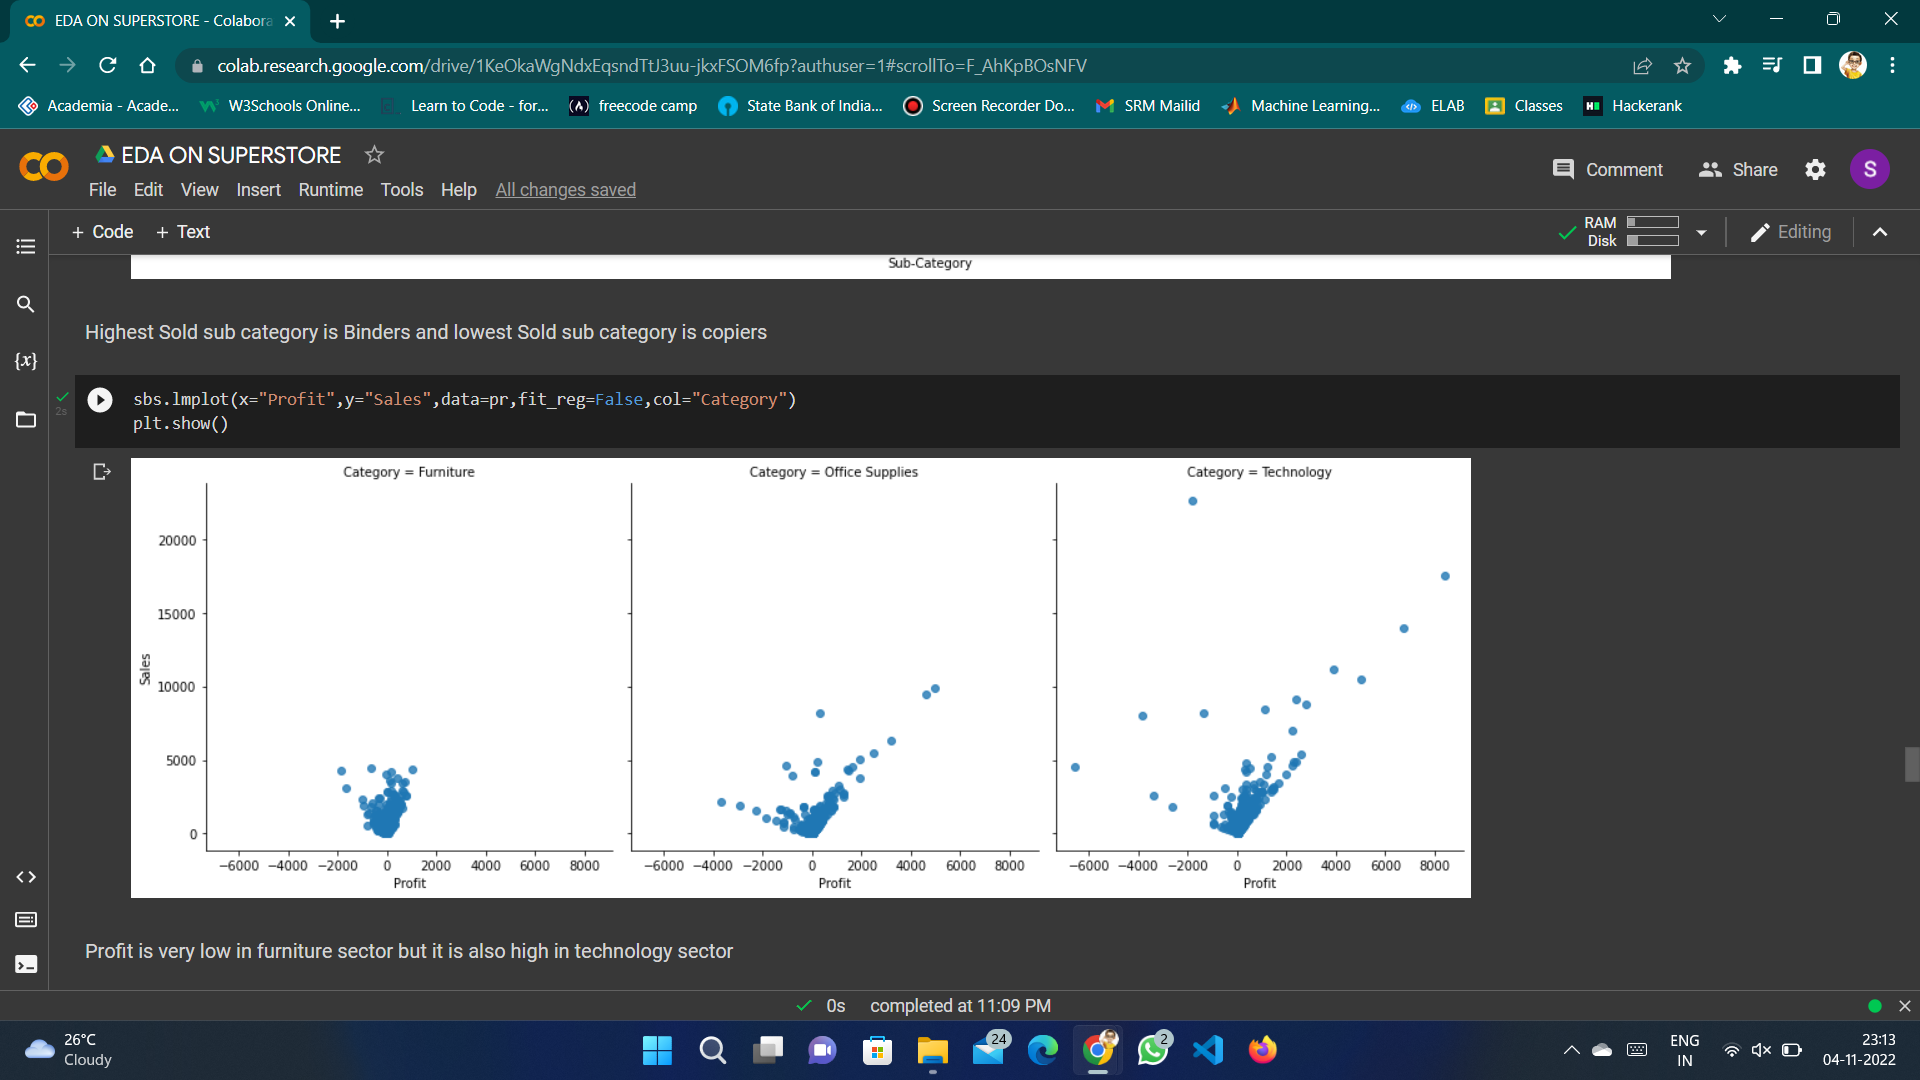 EDA ON SUPERSTORE - Colabora
colab.research.google.com/drive/1KeOkaWgNdxEqsndTtJ3uu-jkxFSOM6fp?authuser=1#scrollTo=F_AhKpBOsNFV
Academia - Acade... W3Schools Online... Learn to Code - for... freecode camp State Bank of India... Screen Recorder Do... SRM Mailid Machine Learning... ELAB Classes Hackerank
EDA ON SUPERSTORE
Comment Share S
File Edit View Insert Runtime Tools Help All changes saved
+ Code + Text
RAM
Disk
Editing
Sub-Category
Highest Sold sub category is Binders and lowest Sold sub category is copiers
{x}
2s
sbs.lmplot(x="Profit",y="Sales",data=pr,fit_reg=False,col="Category")
plt.show()
Category = Furniture Category = Office Supplies Category = Technology
20000
15000
10000
5000
0
Sales
−6000 −4000 −2000 0 2000 4000 6000 8000
Profit
−6000 −4000 −2000 0 2000 4000 6000 8000
Profit
−6000 −4000 −2000 0 2000 4000 6000 8000
Profit
Profit is very low in furniture sector but it is also high in technology sector
0s completed at 11:09 PM
26°C
Cloudy
24
2
ENG
IN
23:13
04-11-2022